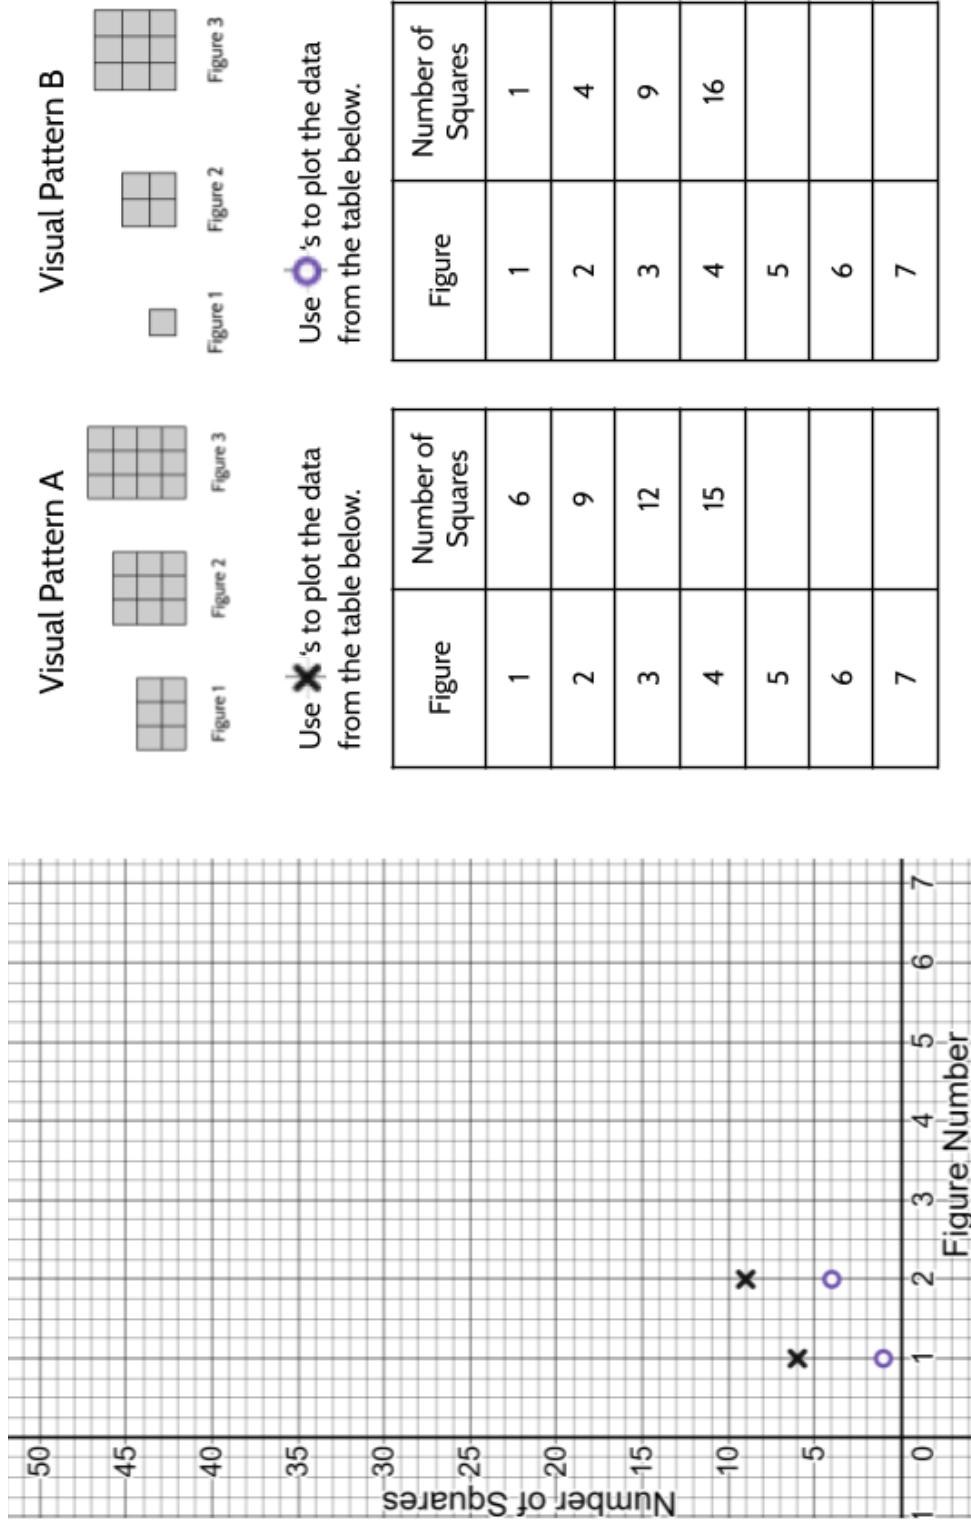 Visual Pattern A
Figure 1
Figure 2
Figure 3
Use 's to plot the data
from the table below.
Figure
Number of
Squares
1 6
2 9
3 12
4 15
5
6
7
Visual Pattern B
Figure 1
Figure 2
Figure 3
Use 's to plot the data
from the table below.
Figure
Number of
Squares
1 1
2 4
3 9
4 16
5
6
7
50
45
40
35
30
25
20
15
10
5
Number of Squares
1 0 1 2 3 4 5 6 7
Figure Number